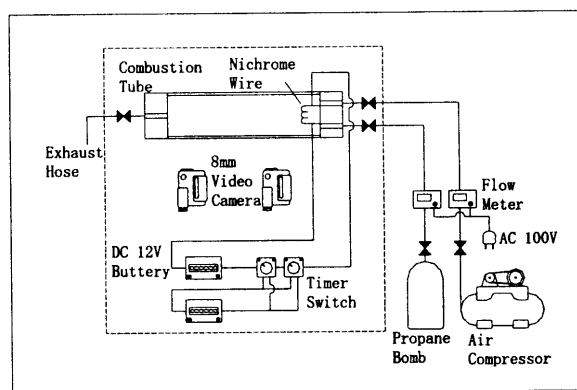 Combustion
Tube
Nichrome
Wire
Exhaust
Hose
8mm
Video
Camera
Flow
Meter
AC 100V
DC 12V
Buttery
Timer
Switch
Propane
Bomb
Air
Compressor